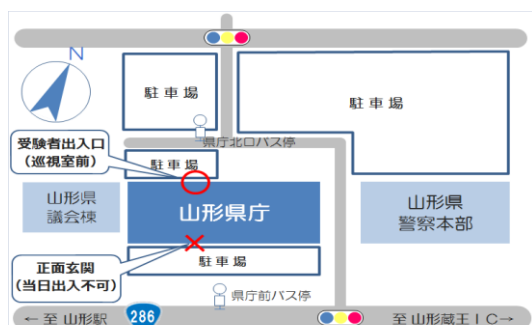 N
駐車場
駐車場
県庁北口バス停
受験者出入口
（巡視室前）
駐車場
山形県
議会棟
山形県庁
山形県
警察本部
正面玄関
(当日出入不可)
駐車場
県庁前バス停
← 至 山形駅
286
至 山形蔵王ＩＣ→